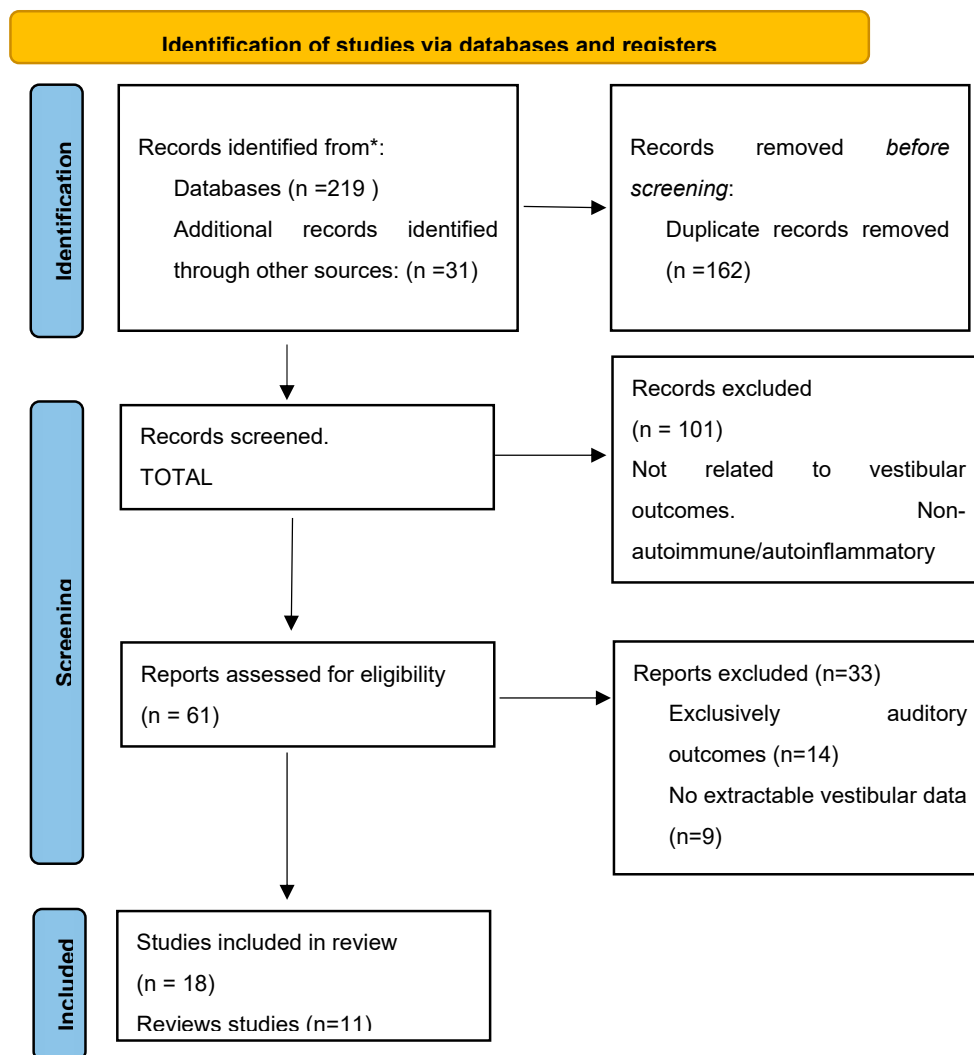 Identification of studies via databases and registers
Identification
Records identified from*:
Databases (n =219 )
Additional records identified
through other sources: (n =31)
Records removed before
screening:
Duplicate records removed
(n =162)
Screening
Records screened.
TOTAL
Records excluded
(n = 101)
Not related to vestibular
outcomes. Non-
autoimmune/autoinflammatory
Reports assessed for eligibility
(n = 61)
Reports excluded (n=33)
Exclusively auditory
outcomes (n=14)
No extractable vestibular data
(n=9)
Included
Studies included in review
(n = 18)
Reviews studies (n=11)